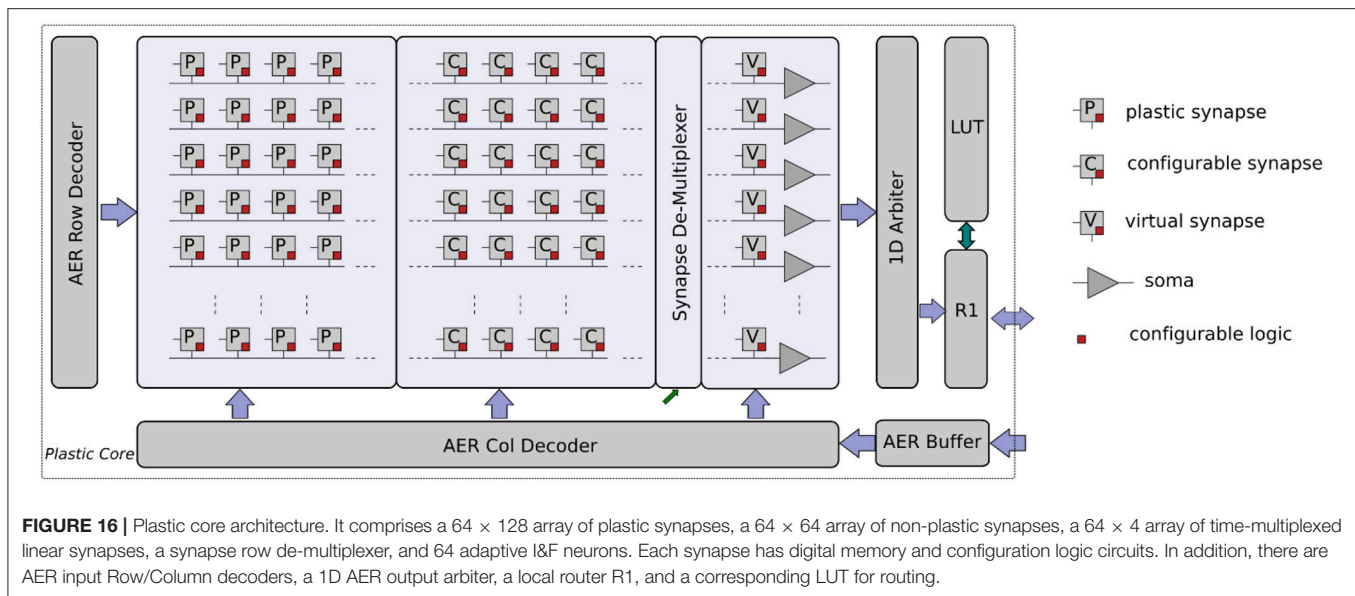 AER Row Decoder
P P P P C C C C V
P P P P C C C C V
P P P P C C C C V
P P P P C C C C V
P P P P C C C C V
P P P P C C C C V
Synapse De-Multiplexer
1D Arbiter
LUT
R1
AER Col Decoder
AER Buffer
Plastic Core
P plastic synapse
C configurable synapse
V virtual synapse
soma
configurable logic
FIGURE 16 | Plastic core architecture. It comprises a 64 × 128 array of plastic synapses, a 64 × 64 array of non-plastic synapses, a 64 × 4 array of time-multiplexed
linear synapses, a synapse row de-multiplexer, and 64 adaptive I&F neurons. Each synapse has digital memory and configuration logic circuits. In addition, there are
AER input Row/Column decoders, a 1D AER output arbiter, a local router R1, and a corresponding LUT for routing.